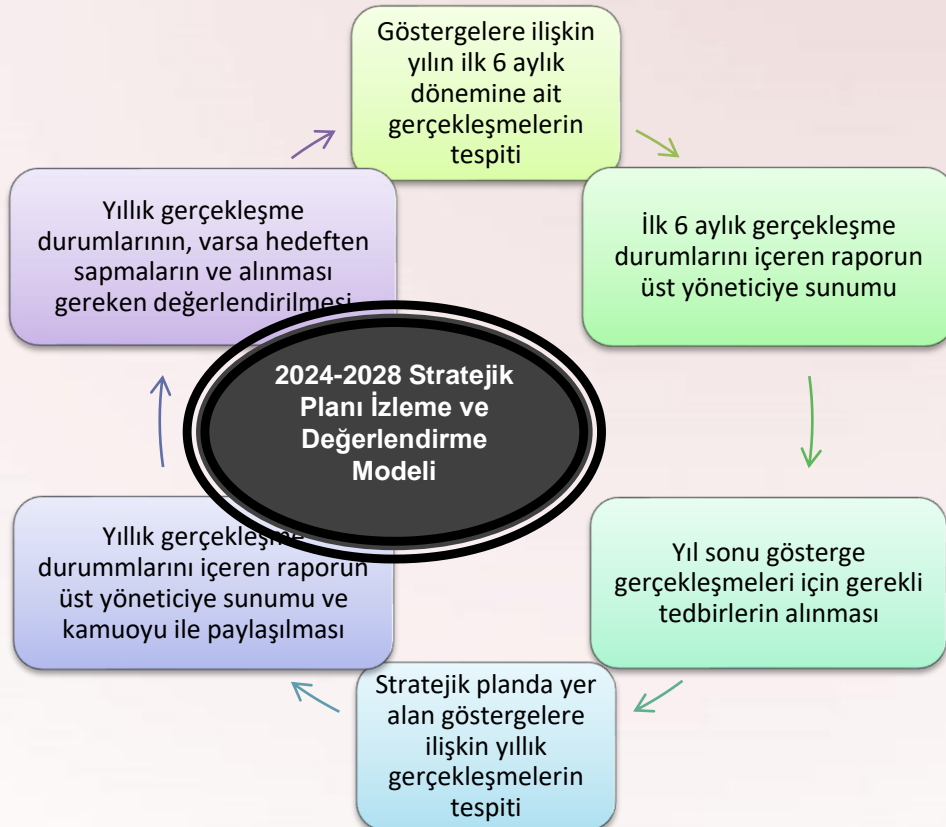 Göstergelere ilişkin
yılın ilk 6 aylık
dönemine ait
gerçekleşmelerin
tespiti
İlk 6 aylık gerçekleşme
durumlarını içeren raporun
üst yöneticiye sunumu
Yıl sonu gösterge
gerçekleşmeleri için gerekli
tedbirlerin alınması
Stratejik planda yer
alan göstergelere
ilişkin yıllık
gerçekleşmelerin
tespiti
Yıllık gerçekleşme
durummlarını içeren raporun
üst yöneticiye sunumu ve
kamuoyu ile paylaşılması
Yıllık gerçekleşme
durumlarının, varsa hedeften
sapmaların ve alınması
gereken değerlendirilmesi
2024-2028 Stratejik
Planı İzleme ve
Değerlendirme
Modeli